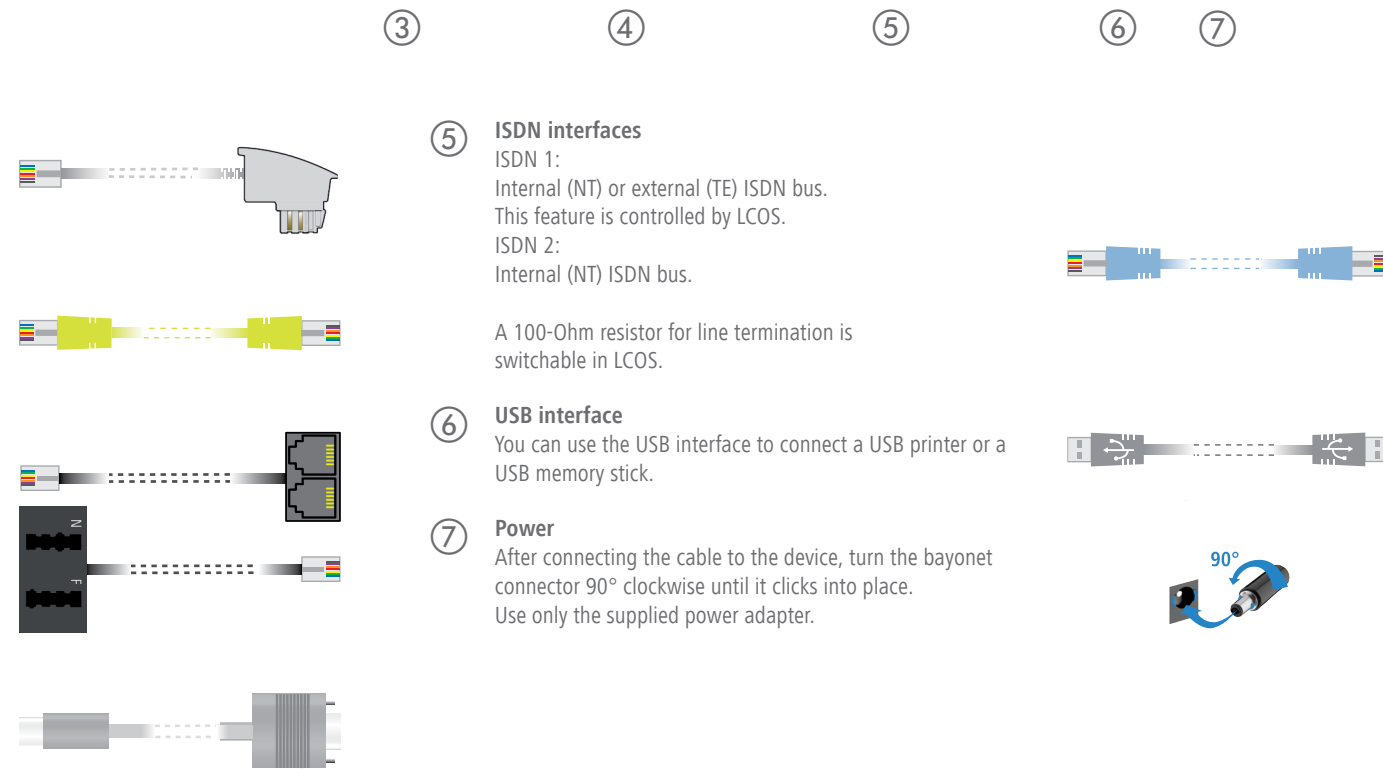 ③ ④ ⑤ ⑥ ⑦
⑤ ISDN interfaces
ISDN 1:
Internal (NT) or external (TE) ISDN bus.
This feature is controlled by LCOS.
ISDN 2:
Internal (NT) ISDN bus.
A 100-Ohm resistor for line termination is
switchable in LCOS.
⑥ USB interface
You can use the USB interface to connect a USB printer or a
USB memory stick.
⑦ Power
After connecting the cable to the device, turn the bayonet
connector 90° clockwise until it clicks into place.
Use only the supplied power adapter.
N
F
90°